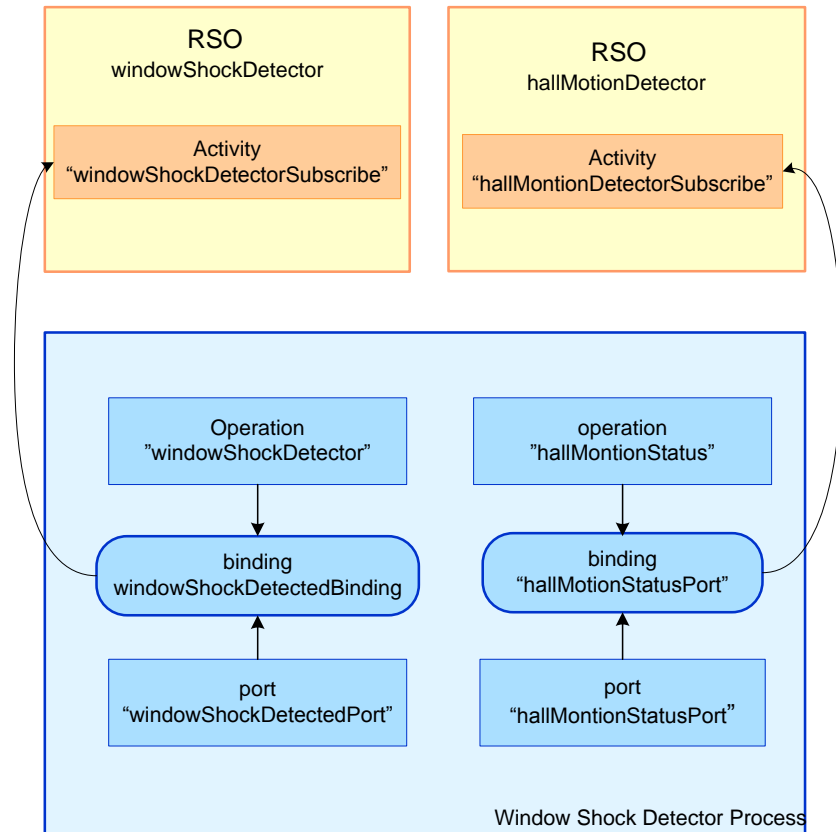 RSO
windowShockDetector
Activity
“windowShockDetectorSubscribe”
RSO
hallMotionDetector
Activity
“hallMontionDetectorSubscribe”
Operation
”windowShockDetector”
binding
windowShockDetectedBinding
port
“windowShockDetectedPort”
operation
”hallMontionStatus”
binding
“hallMotionStatusPort”
port
“hallMontionStatusPort”
Window Shock Detector Process